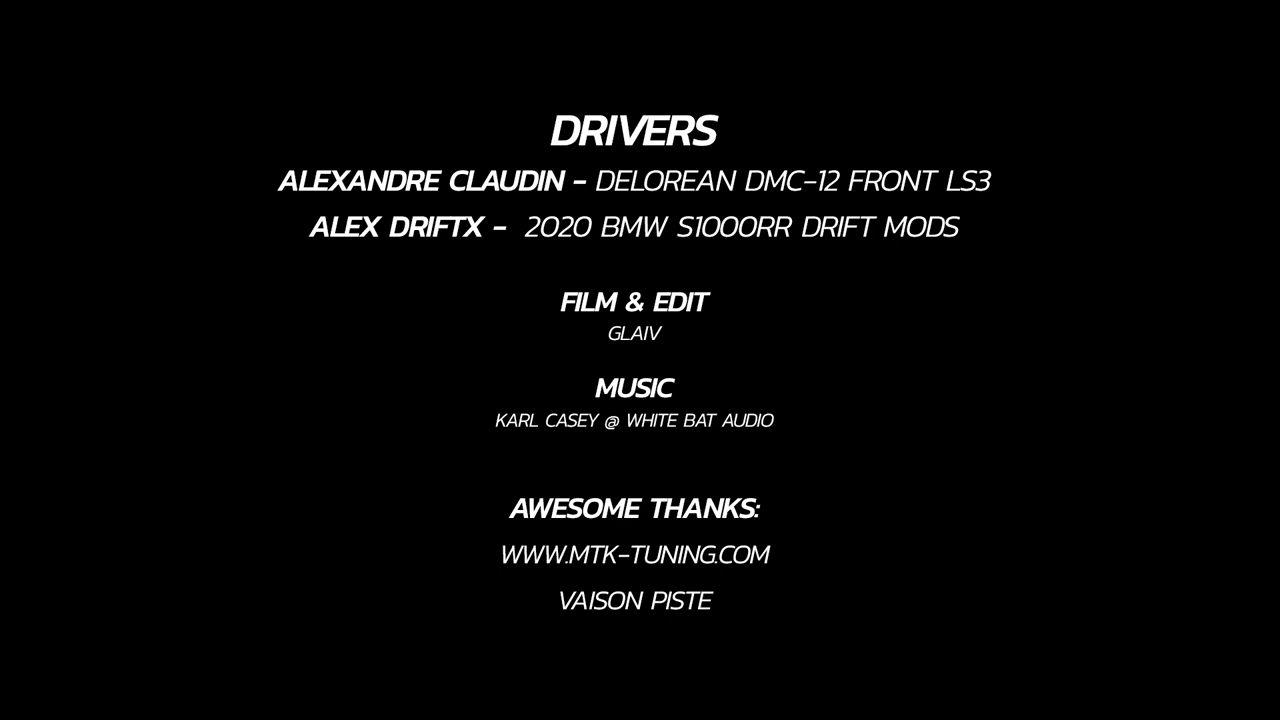 DRIVERS
ALEXANDRE CLAUDIN - DELOREAN DMC-12 FRONT LS3
ALEX DRIFTX - 2020 BMW S1000RR DRIFT MODS
FILM & EDIT
GLAIV
MUSIC
KARL CASEY @ WHITE BAT AUDIO
AWESOME THANKS:
WWW.MTK-TUNING.COM
VAISON PISTE